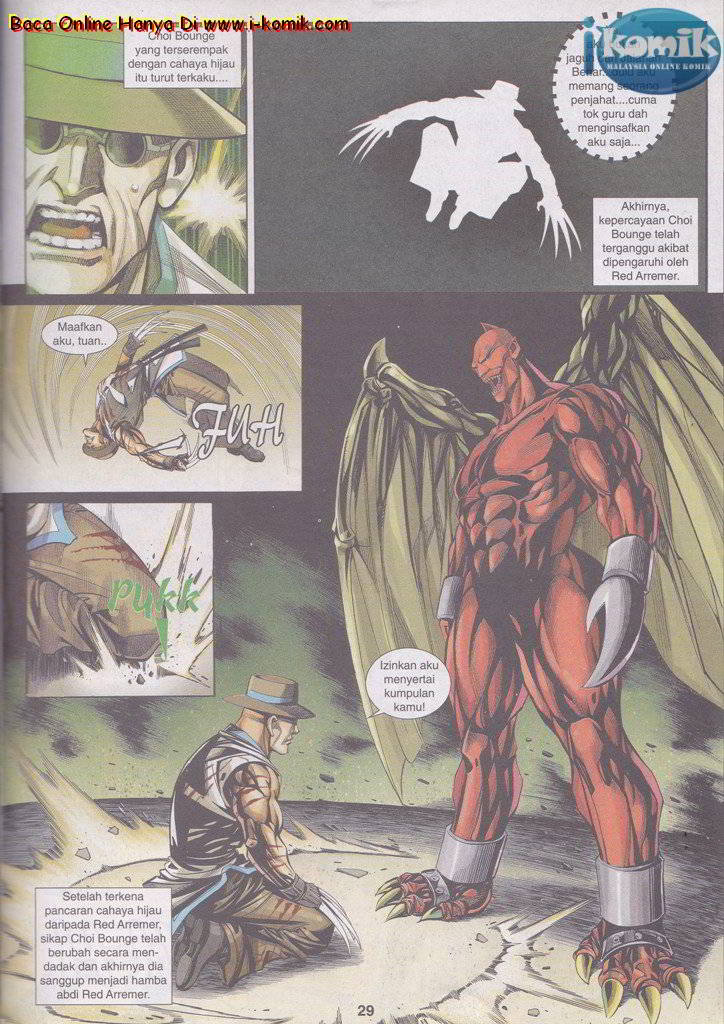 Baca Online Hanya Di www.i-komik.com
Choi Bounge
yang terserempak
dengan cahaya hijau
itu turut terkaku....
ikomik
MALAYSIA ONLINE KOMIK
memang seorang
penjahat....cuma
tok guru dah
menginsafkan
aku saja...
Akhirnya,
kepercayaan Choi
Bounge telah
terganggu akibat
dipengaruhi oleh
Red Arremer.
Maafkan
aku, tuan..
FUH
PUKK
!
Izinkan aku
menyertai
kumpulan
kamu!
Setelah terkena
pancaran cahaya hijau
daripada Red Arremer,
sikap Choi Bounge telah
berubah secara men-
dadak dan akhirnya dia
sanggup menjadi hamba
abdi Red Arremer.
29